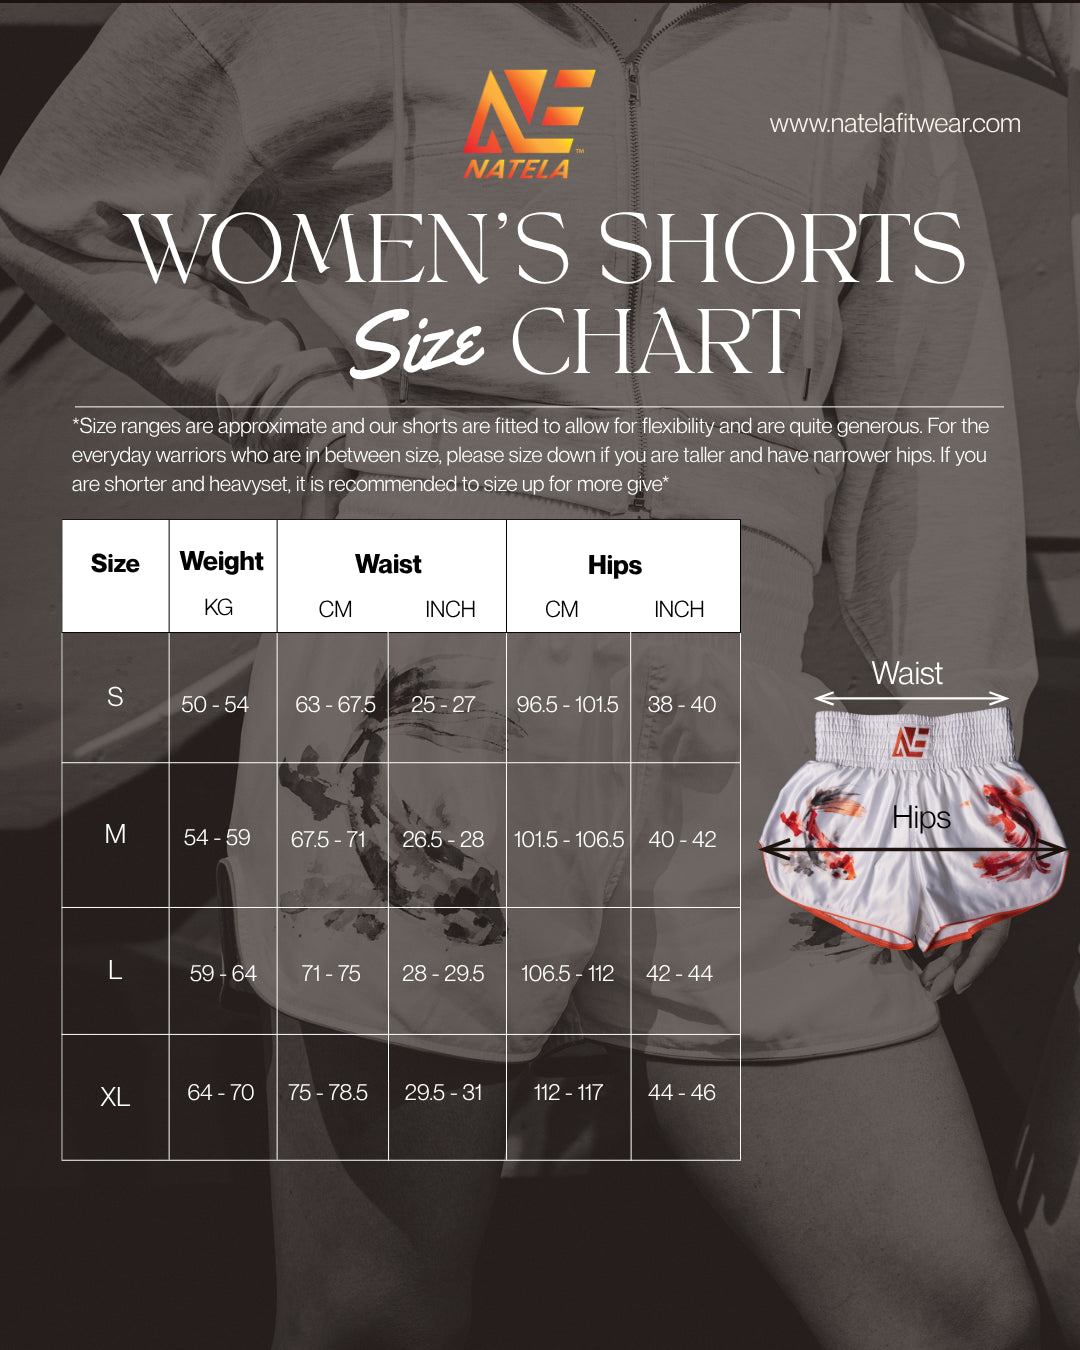 NE
™
NATELA
www.natelafitwear.com
WOMEN'S SHORTS
Size CHART
*Size ranges are approximate and our shorts are fitted to allow for flexibility and are quite generous. For the
everyday warriors who are in between size, please size down if you are taller and have narrower hips. If you
are shorter and heavyset, it is recommended to size up for more give*
Size Weight Waist Hips
KG CM INCH CM INCH
S 50 - 54 63 - 67.5 25 - 27 96.5 - 101.5 38 - 40
M 54 - 59 67.5 - 71 26.5 - 28 101.5 - 106.5 40 - 42
L 59 - 64 71 - 75 28 - 29.5 106.5 - 112 42 - 44
XL 64 - 70 75 - 78.5 29.5 - 31 112 - 117 44 - 46
Waist
NE
Hips